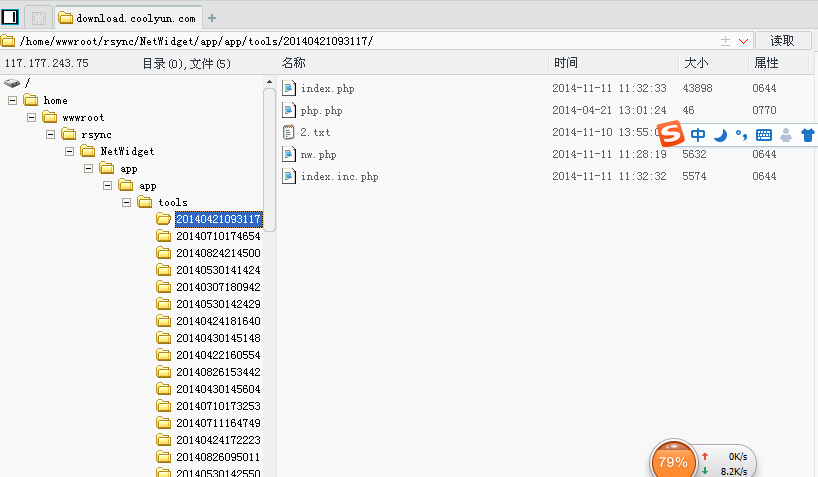 download.coolyun.com
/home/wwwroot/rsync/NetWidget/app/app/tools/20140421093117/ 读取
117.177.243.75 目录(0),文件(5) 名称 时间 大小 属性
/
home
wwwroot
rsync
NetWidget
app
app
tools
20140421093117
20140710174654
20140824214500
20140530141424
20140307180942
20140530142429
20140424181640
20140430145148
20140422160554
20140826153442
20140430145604
20140710173253
20140711164749
20140424172223
20140826095011
20140530142550
index.php 2014-11-11 11:32:33 43898 0644
php.php 2014-04-21 13:01:24 46 0770
2.txt 2014-11-10 13:55:
nw.php 2014-11-11 11:28:19 5632 0644
index.inc.php 2014-11-11 11:32:32 5574 0644
S 中
79% 0K/s
8.2K/s